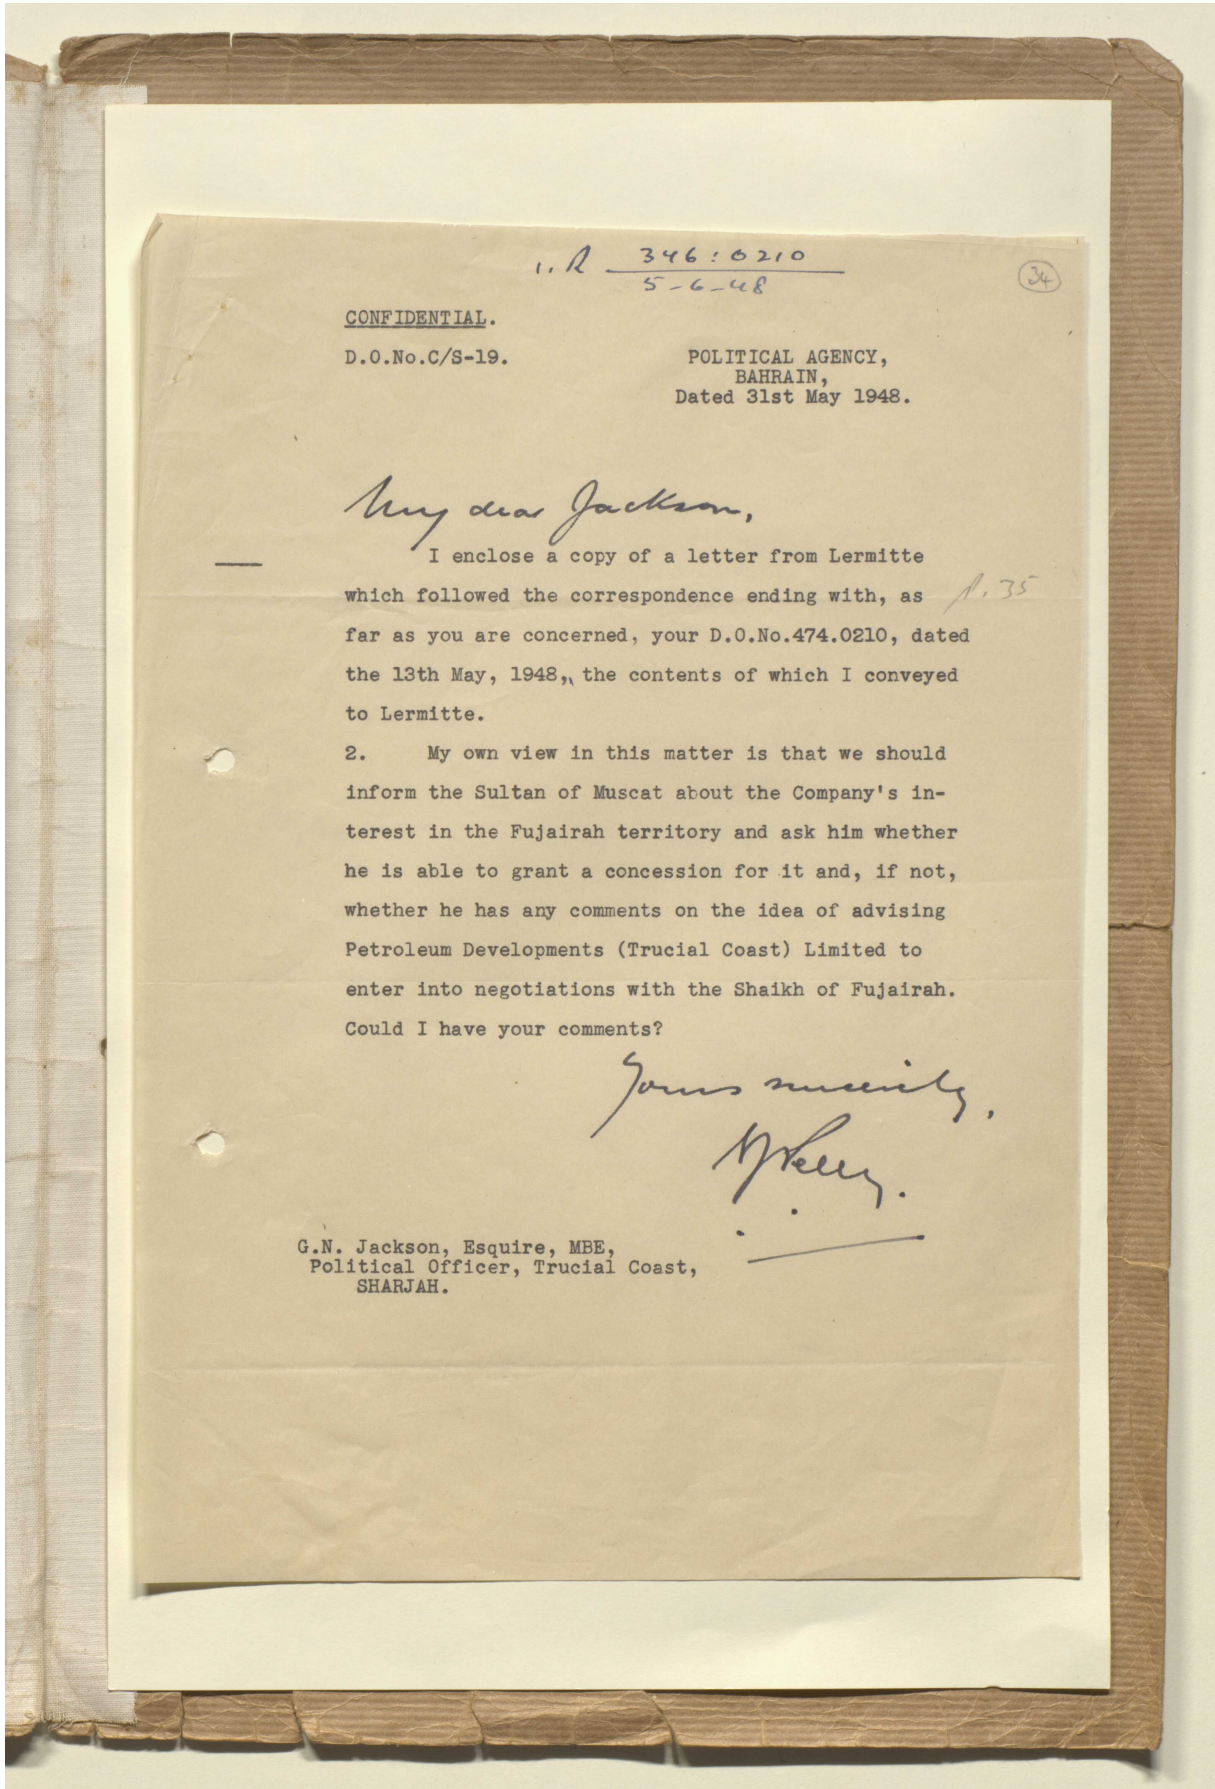 1. R 346:0210
5-6-48
34
CONFIDENTIAL.
D.O.No.C/S-19.
POLITICAL AGENCY,
BAHRAIN,
Dated 31st May 1948.
My dear Jackson,
I enclose a copy of a letter from Lermitte
which followed the correspondence ending with, as
P. 35
far as you are concerned, your D.O.No.474.0210, dated
the 13th May, 1948, the contents of which I conveyed
to Lermitte.
2. My own view in this matter is that we should
inform the Sultan of Muscat about the Company's in-
terest in the Fujairah territory and ask him whether
he is able to grant a concession for it and, if not,
whether he has any comments on the idea of advising
Petroleum Developments (Trucial Coast) Limited to
enter into negotiations with the Shaikh of Fujairah.
Could I have your comments?
Yours sincerely,
Pelly.
G.N. Jackson, Esquire, MBE,
Political Officer, Trucial Coast,
SHARJAH.